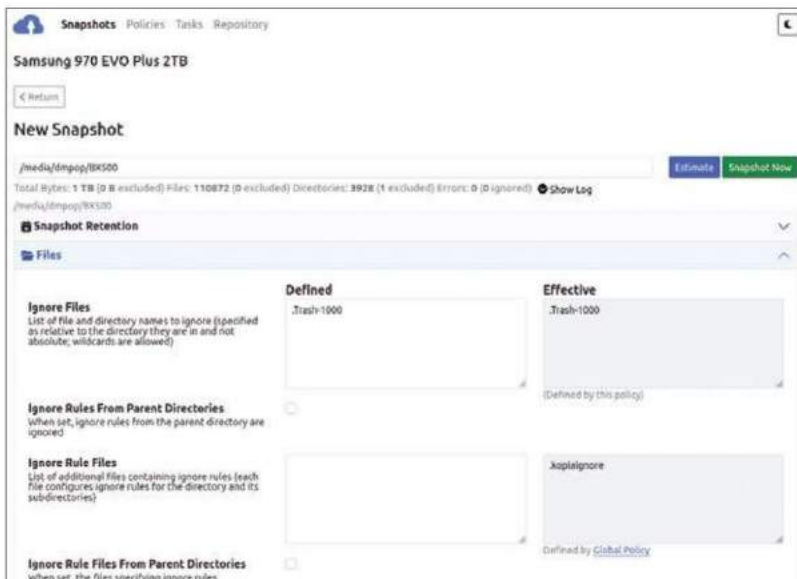 Snapshots Policies Tasks Repository
Samsung 970 EVO Plus 2TB
< Return
New Snapshot
/media/dmpop/BX500
Estimate
Snapshot Now
Total Bytes: 1 TB (0 B excluded) Files: 110872 (0 excluded) Directories: 3928 (1 excluded) Errors: 0 (0 ignored) Show Log
/media/dmpop/BX500
Snapshot Retention
Files
Defined
Effective
Ignore Files
List of file and directory names to ignore (specified
as relative to the directory they are in and not
absolute; wildcards are allowed)
.Trash-1000
.Trash-1000
(Defined by this policy)
Ignore Rules From Parent Directories
When set, ignore rules from the parent directory are
ignored
Ignore Rule Files
List of additional files containing ignore rules (each
file configures ignore rules for the directory and its
subdirectories)
.kopiaignore
Defined by Global Policy
Ignore Rule Files From Parent Directories
When set, the files specifying ignore rules